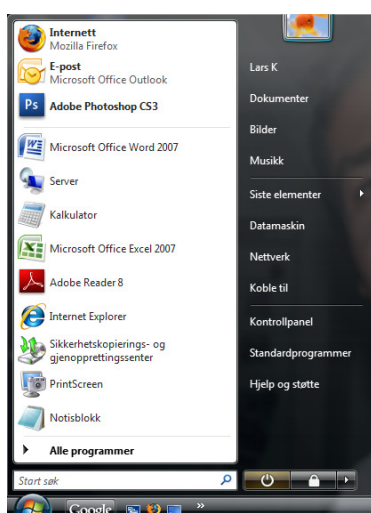 Internett
Mozilla Firefox
E-post
Microsoft Office Outlook
Ps
Adobe Photoshop CS3
Microsoft Office Word 2007
Server
Kalkulator
Microsoft Office Excel 2007
Adobe Reader 8
Internet Explorer
Sikkerhetskopierings- og
gjenopprettingssenter
PrintScreen
Notisblokk
Alle programmer
Start søk
Lars K
Dokumenter
Bilder
Musikk
Siste elementer
Datamaskin
Nettverk
Koble til
Kontrollpanel
Standardprogrammer
Hjelp og støtte
Google
»